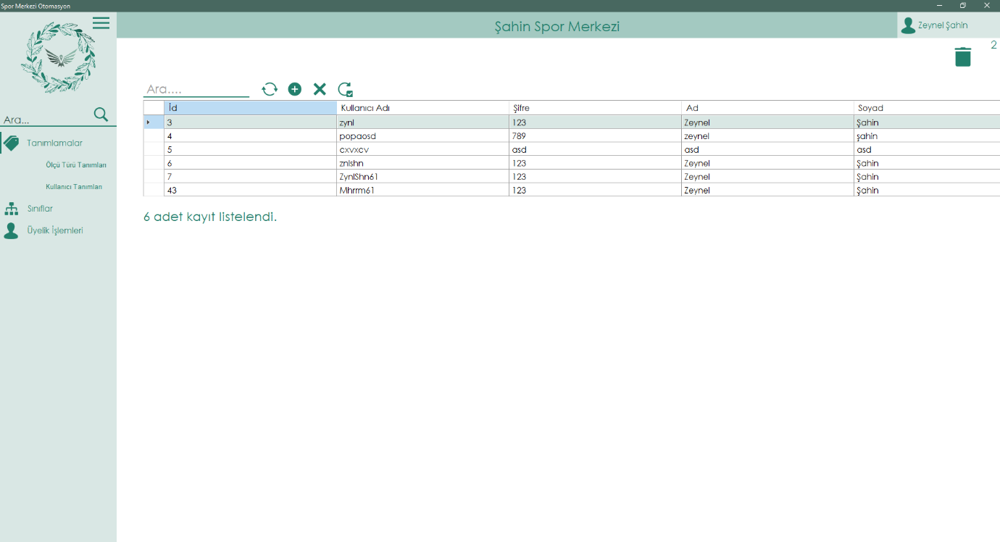 Spor Merkezi Otomasyon
Şahin Spor Merkezi
Zeynel Şahin
2
Ara...
Tanımlamalar
Ölçü Türü Tanımları
Kullanıcı Tanımları
Sınıflar
Üyelik İşlemleri
Ara....
İd Kullanıcı Adı Şifre Ad Soyad
3 zynl 123 Zeynel Şahin
4 popaosd 789 zeynel şahin
5 cxvxcv asd asd asd
6 znlshn 123 Zeynel Şahin
7 ZynlShn61 123 Zeynel Şahin
43 Mhrrm61 123 Zeynel Şahin
6 adet kayıt listelendi.